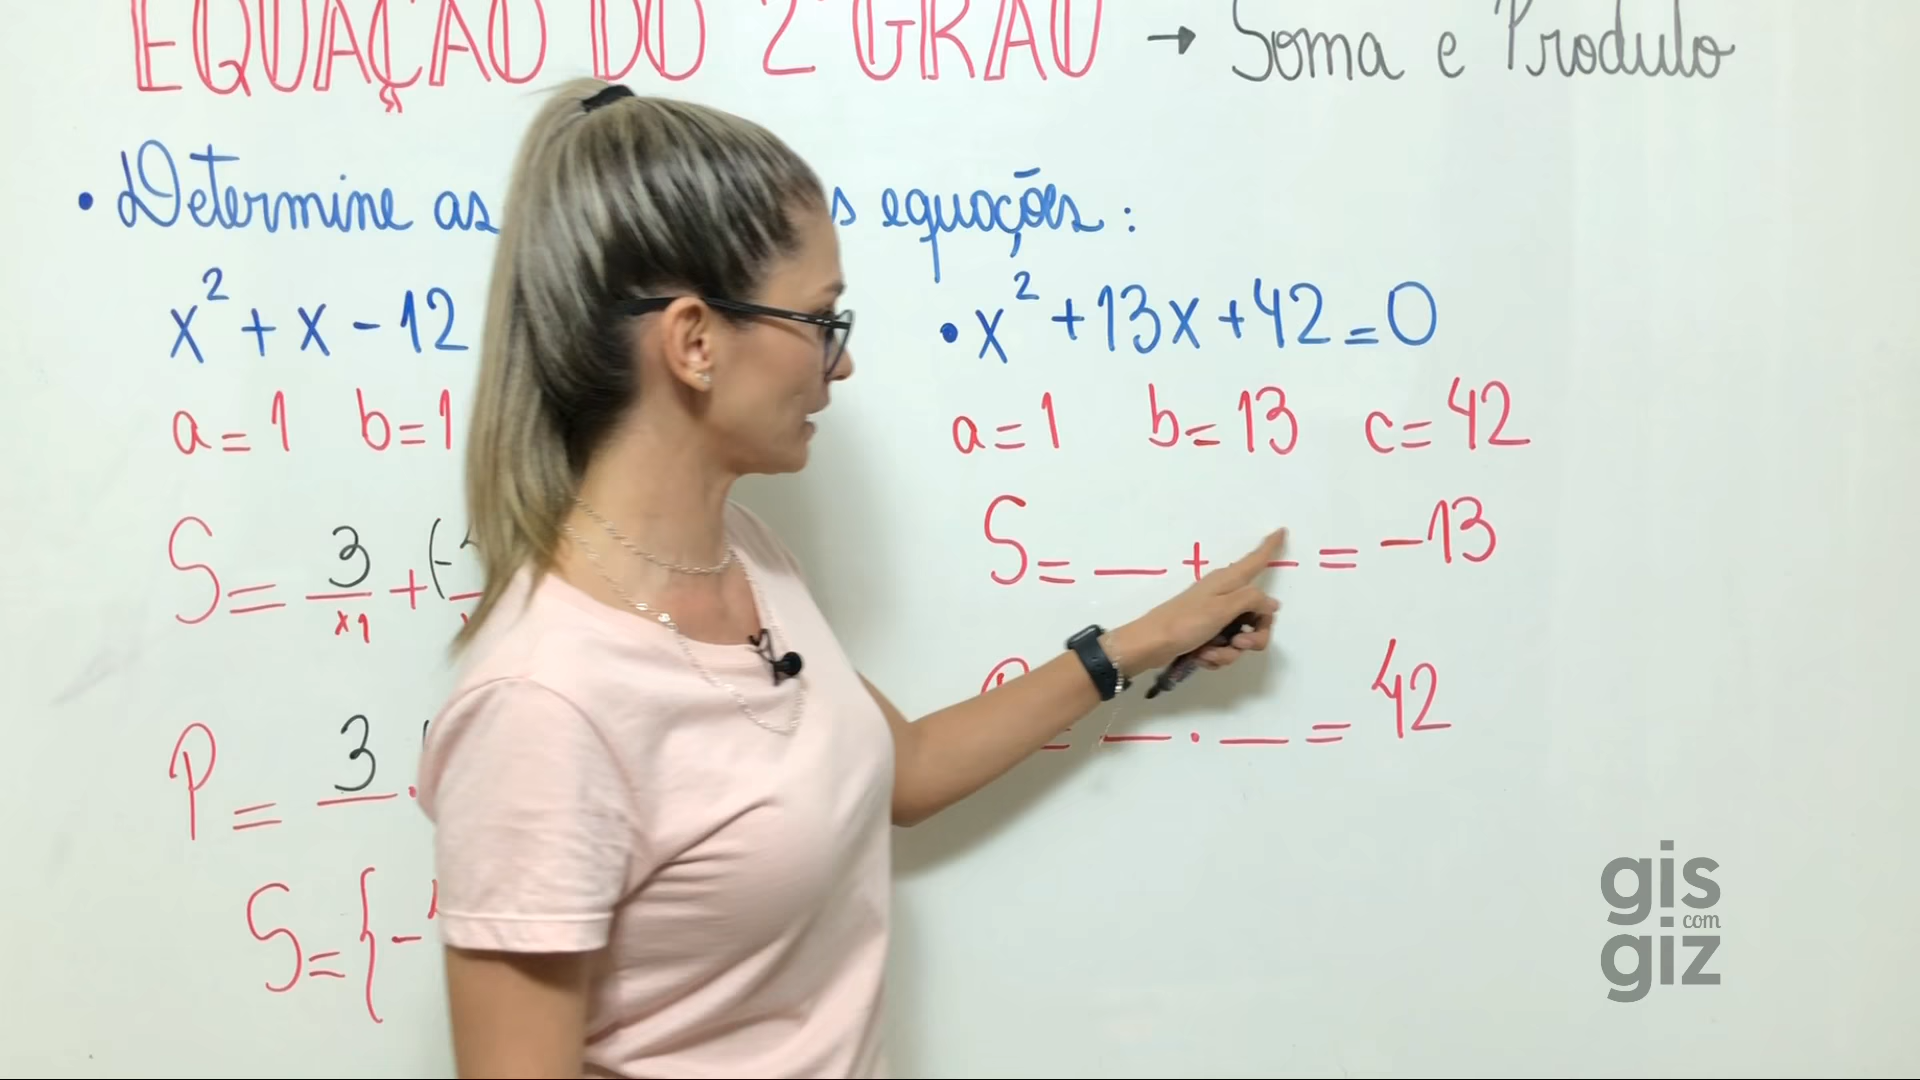 EQUAÇÃO DO 2º GRAU → Soma e Produto
• Determine as equações:
x² + x - 12
a = 1 b = 1
S = 3 + (-
x1
P = 3 .
S = { -
• x² + 13x + 42 = 0
a = 1 b = 13 c = 42
S = __ + __ = -13
= __ . __ = 42
gis
com
giz